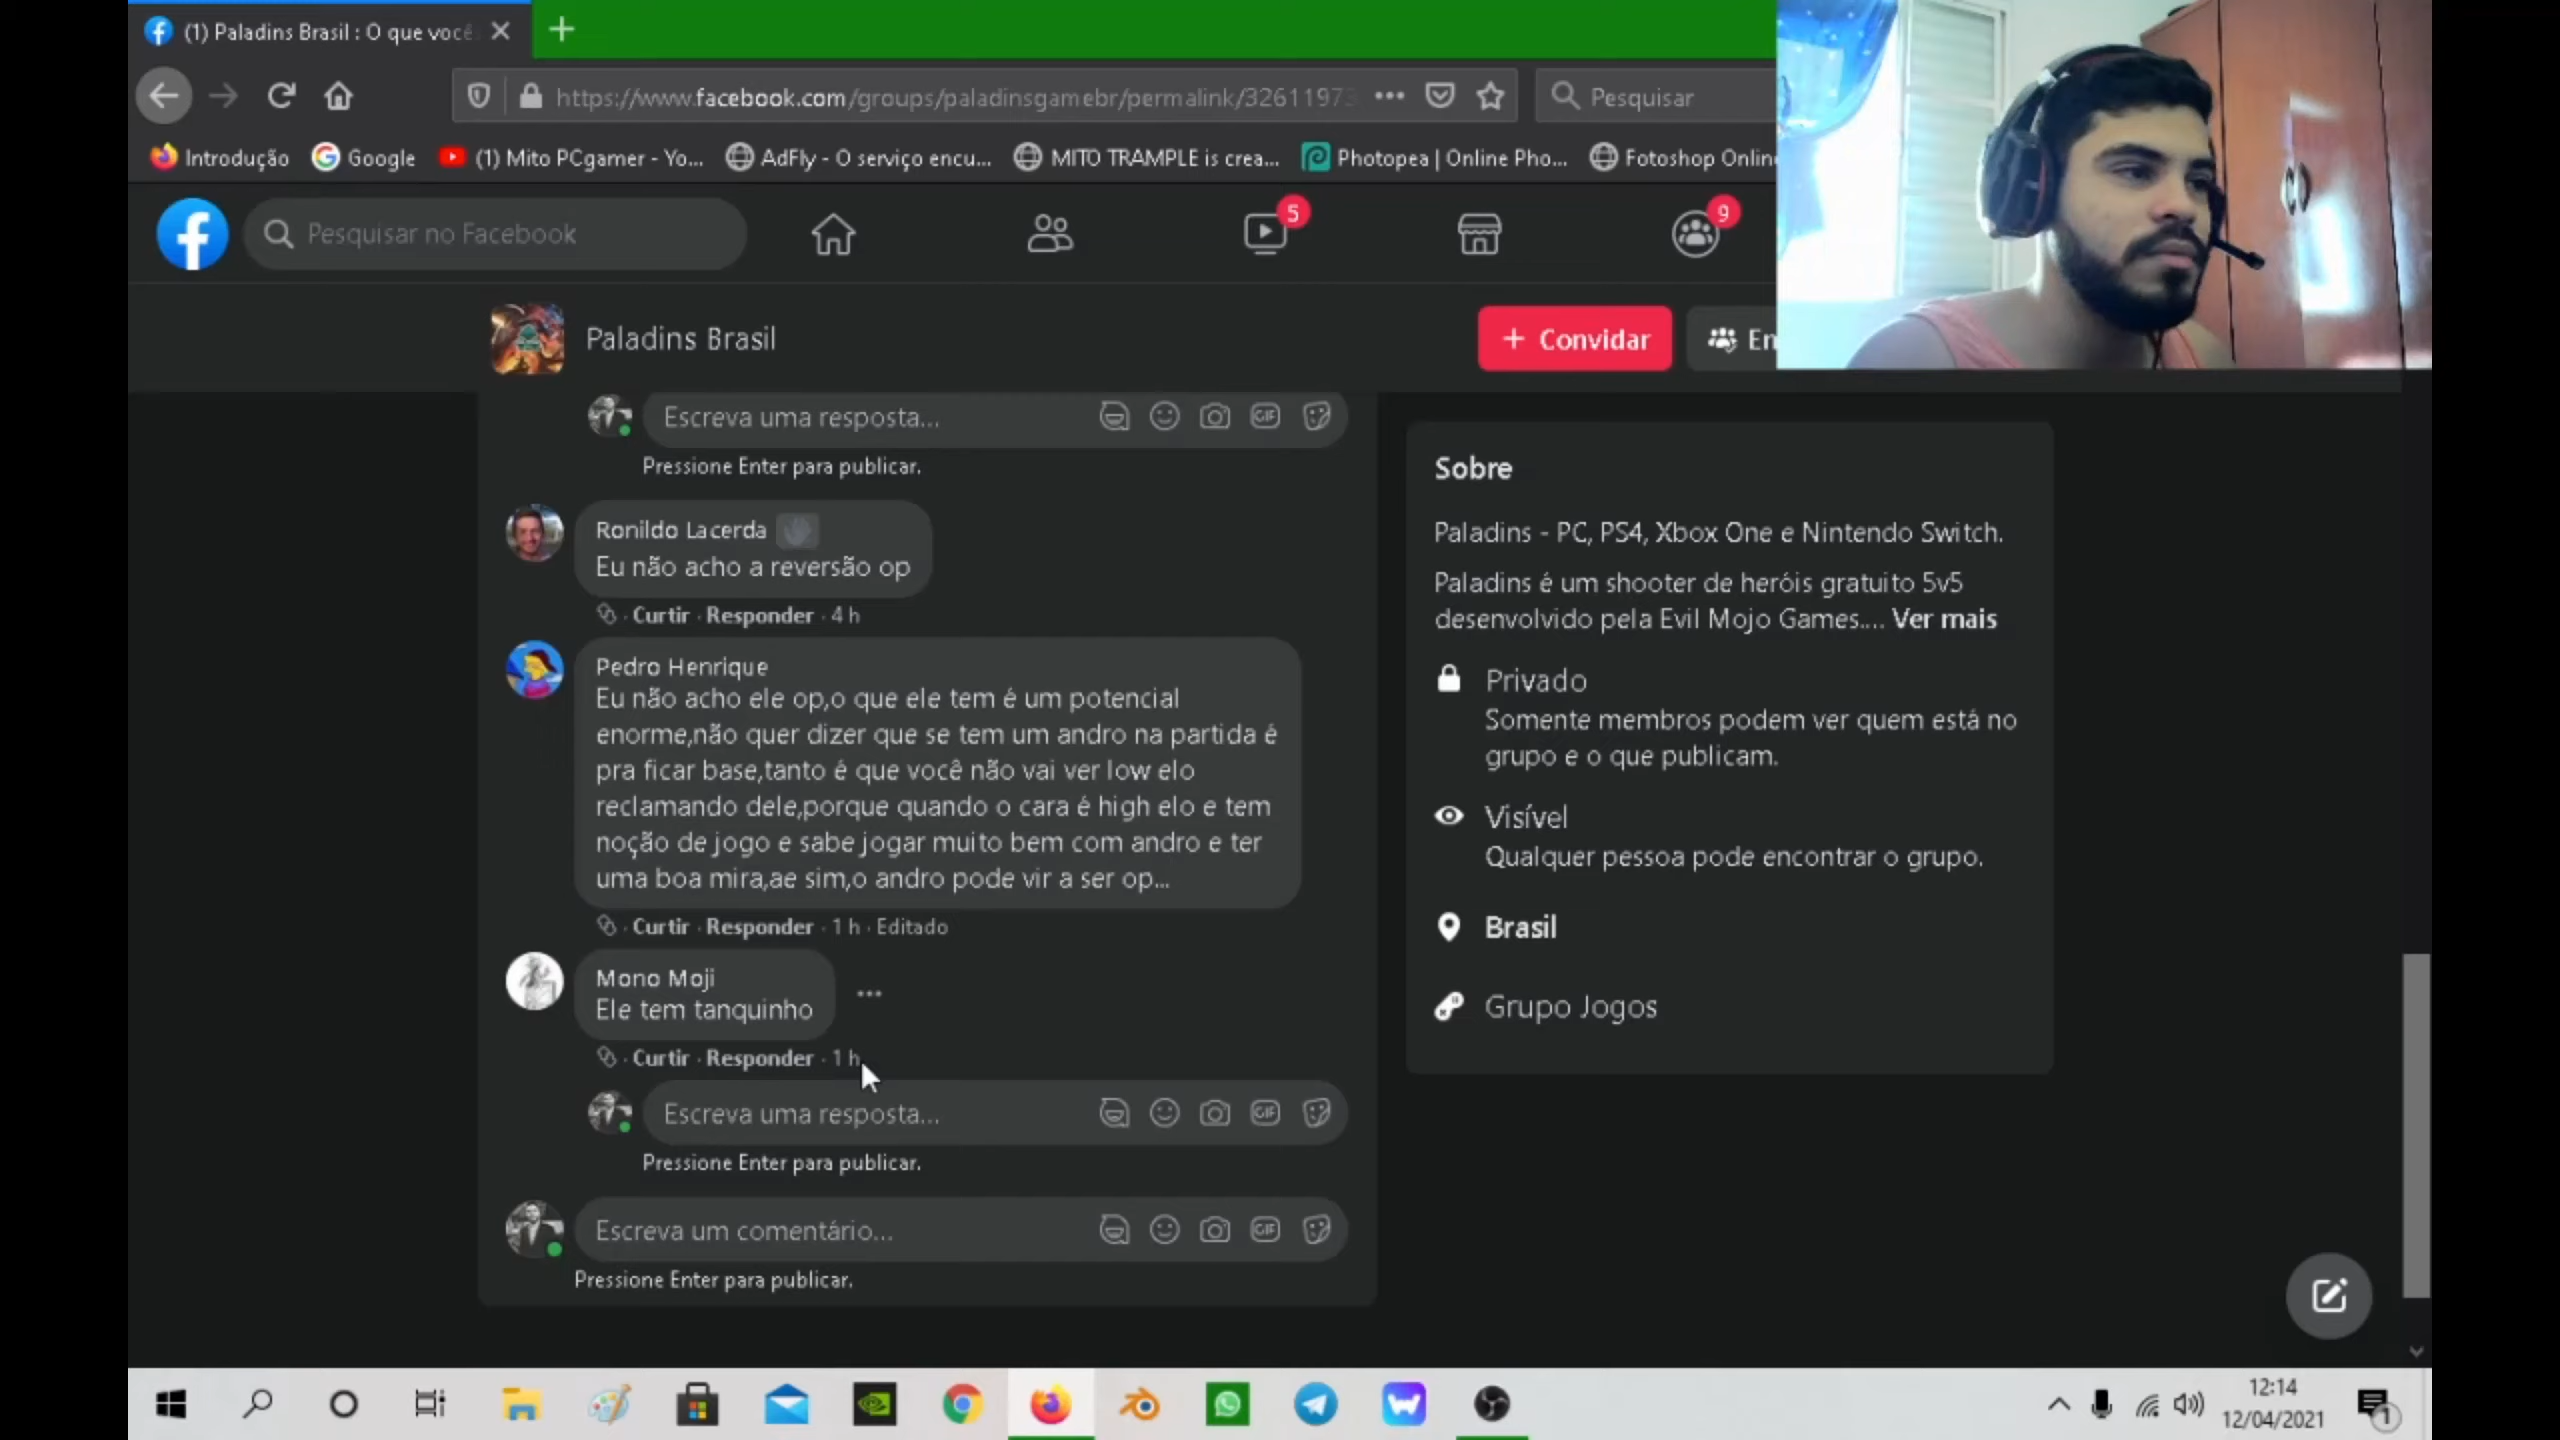 (1) Paladins Brasil : O que você
https://www.facebook.com/groups/paladinsgamebr/permalink/32611973
Pesquisar
Introdução
Google
(1) Mito PCgamer - Yo...
AdFly - O serviço encu...
MITO TRAMPLE is crea...
Photopea | Online Pho...
Fotoshop Onlin
Pesquisar no Facebook
5
9
Paladins Brasil
+ Convidar
En
Escreva uma resposta...
GIF
Pressione Enter para publicar.
Ronildo Lacerda
Eu não acho a reversão op
· Curtir · Responder · 4 h
Pedro Henrique
Eu não acho ele op,o que ele tem é um potencial
enorme,não quer dizer que se tem um andro na partida é
pra ficar base,tanto é que você não vai ver low elo
reclamando dele,porque quando o cara é high elo e tem
noção de jogo e sabe jogar muito bem com andro e ter
uma boa mira,ae sim,o andro pode vir a ser op...
· Curtir · Responder · 1 h · Editado
Mono Moji
Ele tem tanquinho
· Curtir · Responder · 1 h
Escreva uma resposta...
GIF
Pressione Enter para publicar.
Escreva um comentário...
GIF
Pressione Enter para publicar.
Sobre
Paladins - PC, PS4, Xbox One e Nintendo Switch.
Paladins é um shooter de heróis gratuito 5v5
desenvolvido pela Evil Mojo Games.... Ver mais
Privado
Somente membros podem ver quem está no
grupo e o que publicam.
Visível
Qualquer pessoa pode encontrar o grupo.
Brasil
Grupo Jogos
12:14
12/04/2021
1